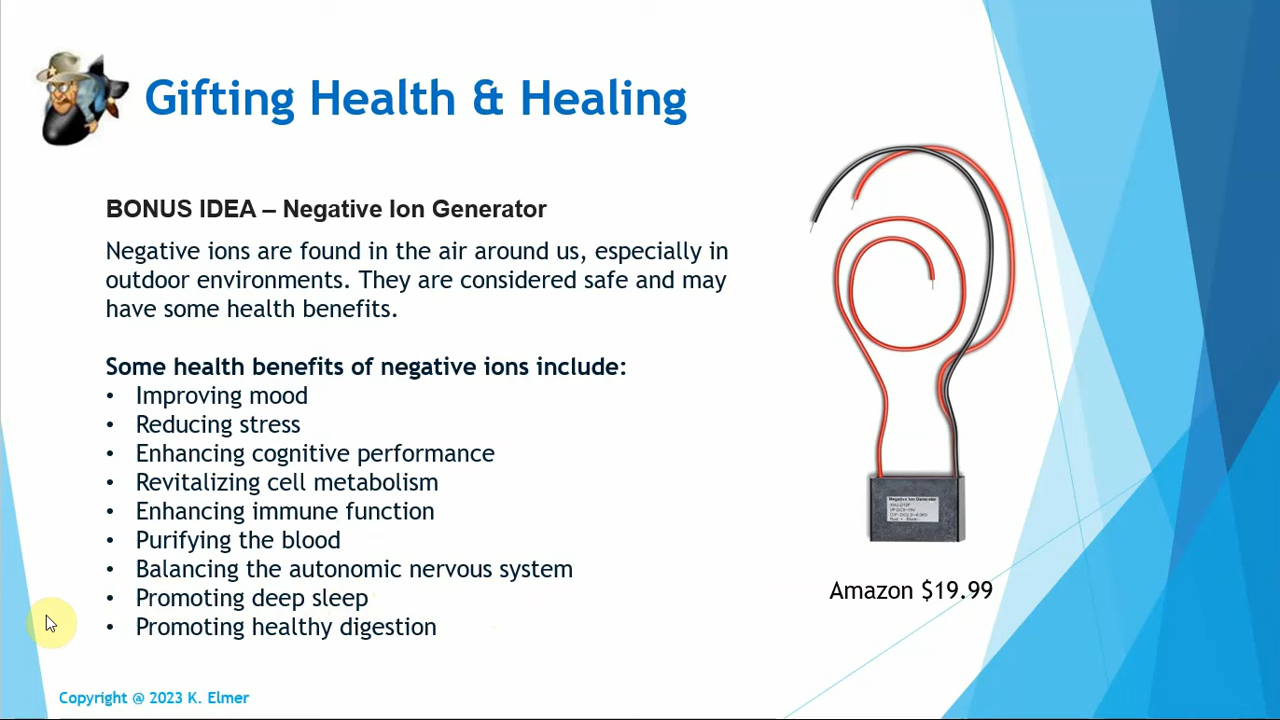 Gifting Health & Healing
BONUS IDEA – Negative Ion Generator
Negative ions are found in the air around us, especially in
outdoor environments. They are considered safe and may
have some health benefits.
Some health benefits of negative ions include:
• Improving mood
• Reducing stress
• Enhancing cognitive performance
• Revitalizing cell metabolism
• Enhancing immune function
• Purifying the blood
• Balancing the autonomic nervous system
• Promoting deep sleep
• Promoting healthy digestion
Negative Ion Generator
Amazon $19.99
Copyright @ 2023 K. Elmer